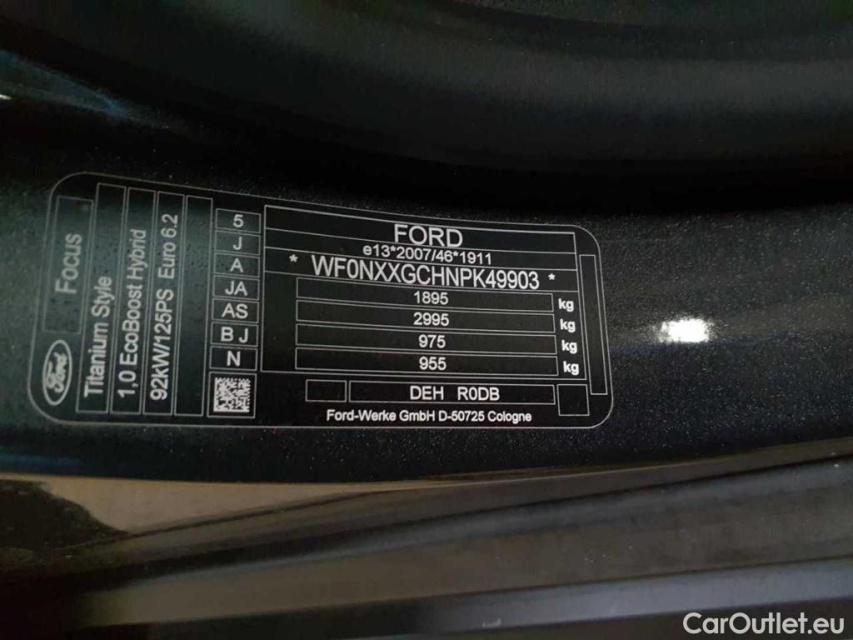 Focus
Titanium Style
1,0 EcoBoost Hybrid
92kW/125PS Euro 6.2
Ford
5
J
A
JA
AS
BJ
N
FORD
e13*2007/46*1911
* WF0NXXGCHNPK49903 *
1895 kg
2995 kg
975 kg
955 kg
DEH R0DB
Ford-Werke GmbH D-50725 Cologne
CarOutlet.eu